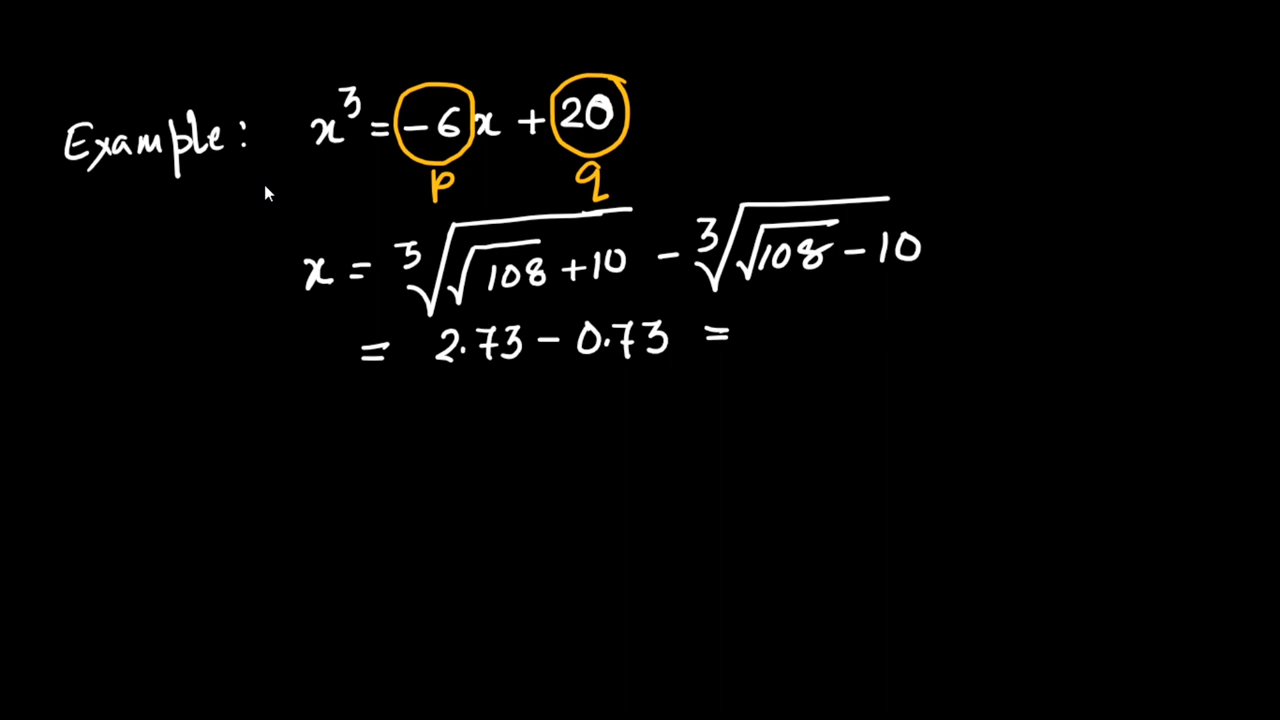 Example: x³ = -6x + 20
p q
x = ∛(√108 + 10) - ∛(√108 - 10)
= 2.73 - 0.73 =